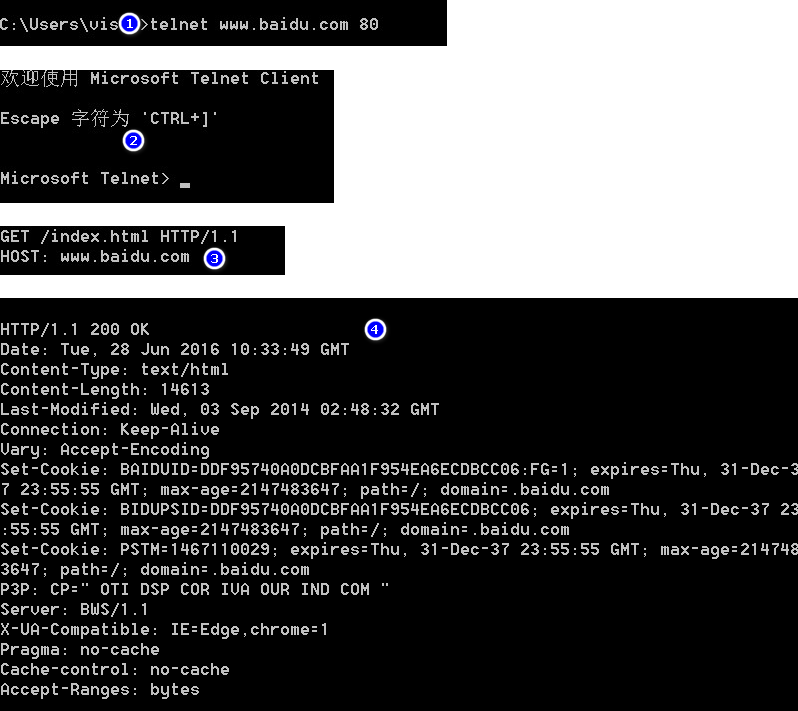 C:\Users\vis①>telnet www.baidu.com 80
欢迎使用 Microsoft Telnet Client
Escape 字符为 'CTRL+]'
②
Microsoft Telnet> _
GET /index.html HTTP/1.1
HOST: www.baidu.com ③
HTTP/1.1 200 OK ④
Date: Tue, 28 Jun 2016 10:33:49 GMT
Content-Type: text/html
Content-Length: 14613
Last-Modified: Wed, 03 Sep 2014 02:48:32 GMT
Connection: Keep-Alive
Vary: Accept-Encoding
Set-Cookie: BAIDUID=DDF95740A0DCBFAA1F954EA6ECDBCC06:FG=1; expires=Thu, 31-Dec-3
7 23:55:55 GMT; max-age=2147483647; path=/; domain=.baidu.com
Set-Cookie: BIDUPSID=DDF95740A0DCBFAA1F954EA6ECDBCC06; expires=Thu, 31-Dec-37 23
:55:55 GMT; max-age=2147483647; path=/; domain=.baidu.com
Set-Cookie: PSTM=1467110029; expires=Thu, 31-Dec-37 23:55:55 GMT; max-age=214748
3647; path=/; domain=.baidu.com
P3P: CP=" OTI DSP COR IVA OUR IND COM "
Server: BWS/1.1
X-UA-Compatible: IE=Edge,chrome=1
Pragma: no-cache
Cache-control: no-cache
Accept-Ranges: bytes